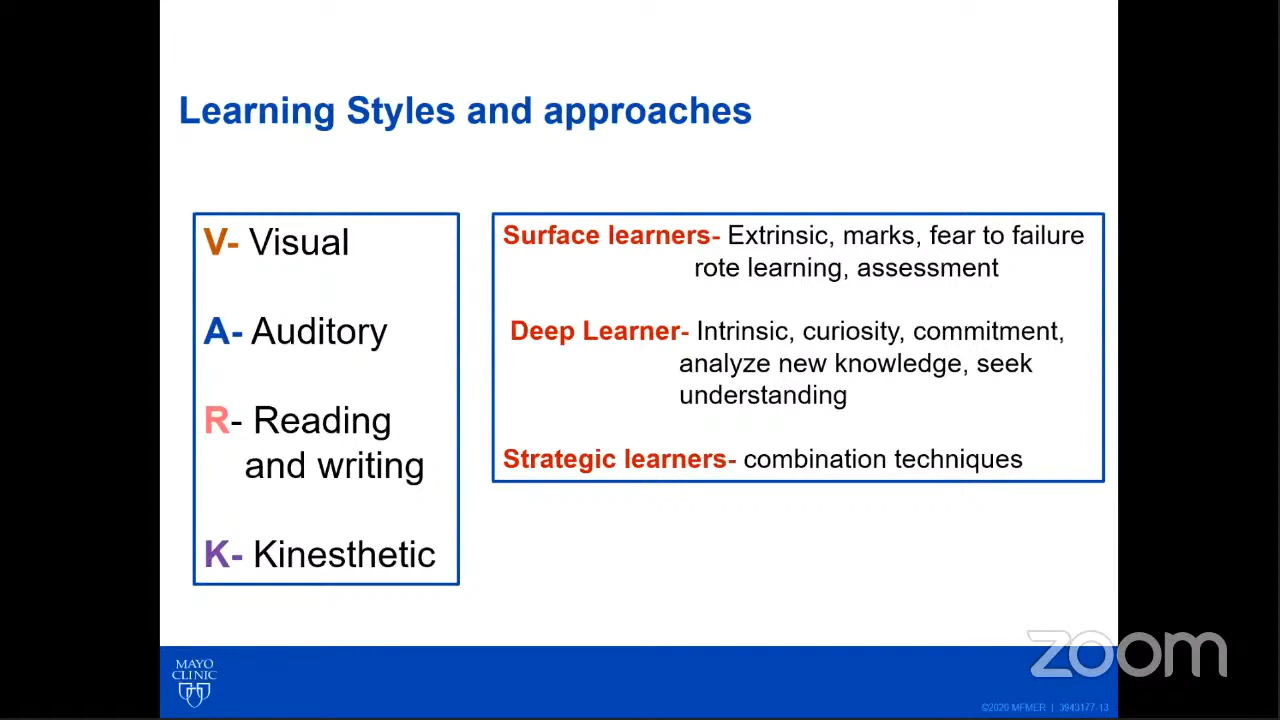 Learning Styles and approaches
V- Visual
A- Auditory
R- Reading
and writing
K- Kinesthetic
Surface learners- Extrinsic, marks, fear to failure
rote learning, assessment
Deep Learner- Intrinsic, curiosity, commitment,
analyze new knowledge, seek
understanding
Strategic learners- combination techniques
MAYO
CLINIC
zoom
©2020 MFMER | 3943177-13